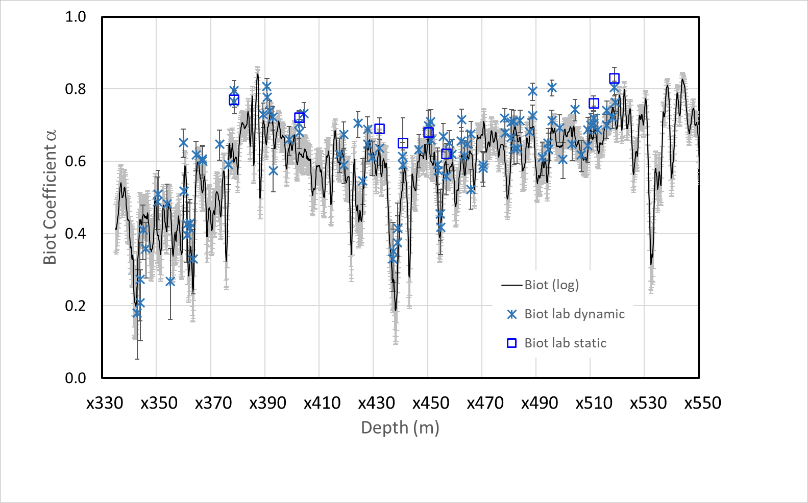 1.0
0.8
0.6
0.4
0.2
0.0
Biot Coefficient α
Biot (log)
Biot lab dynamic
Biot lab static
x330 x350 x370 x390 x410 x430 x450 x470 x490 x510 x530 x550
Depth (m)